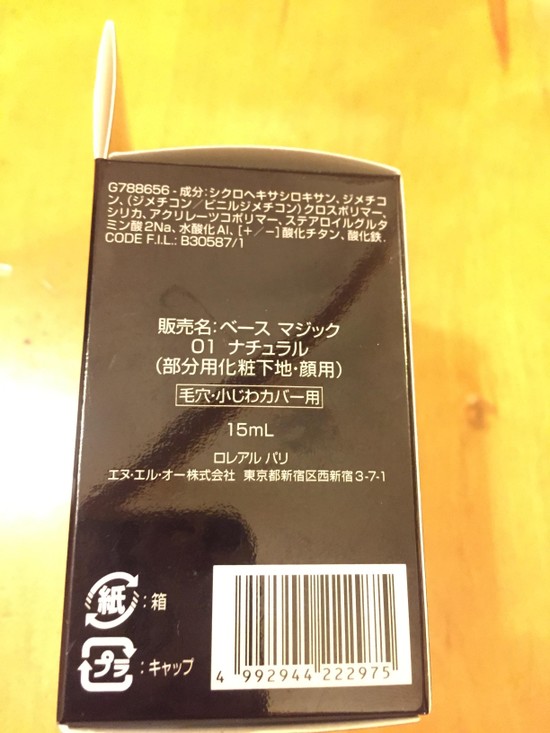 G788656 - 成分:シクロヘキサシロキサン、ジメチコ
ン、(ジメチコン/ビニルジメチコン)クロスポリマー、
シリカ、アクリレーツコポリマー、ステアロイルグルタ
ミン酸2Na、水酸化Al、[+/-]酸化チタン、酸化鉄.
CODE F.I.L.: B30587/1
販売名:ベース マジック
01 ナチュラル
(部分用化粧下地・顔用)
毛穴・小じわカバー用
15mL
ロレアル パリ
エヌ・エル・オー株式会社 東京都新宿区西新宿3-7-1
紙:箱
プラ:キャップ
4 992944 222975